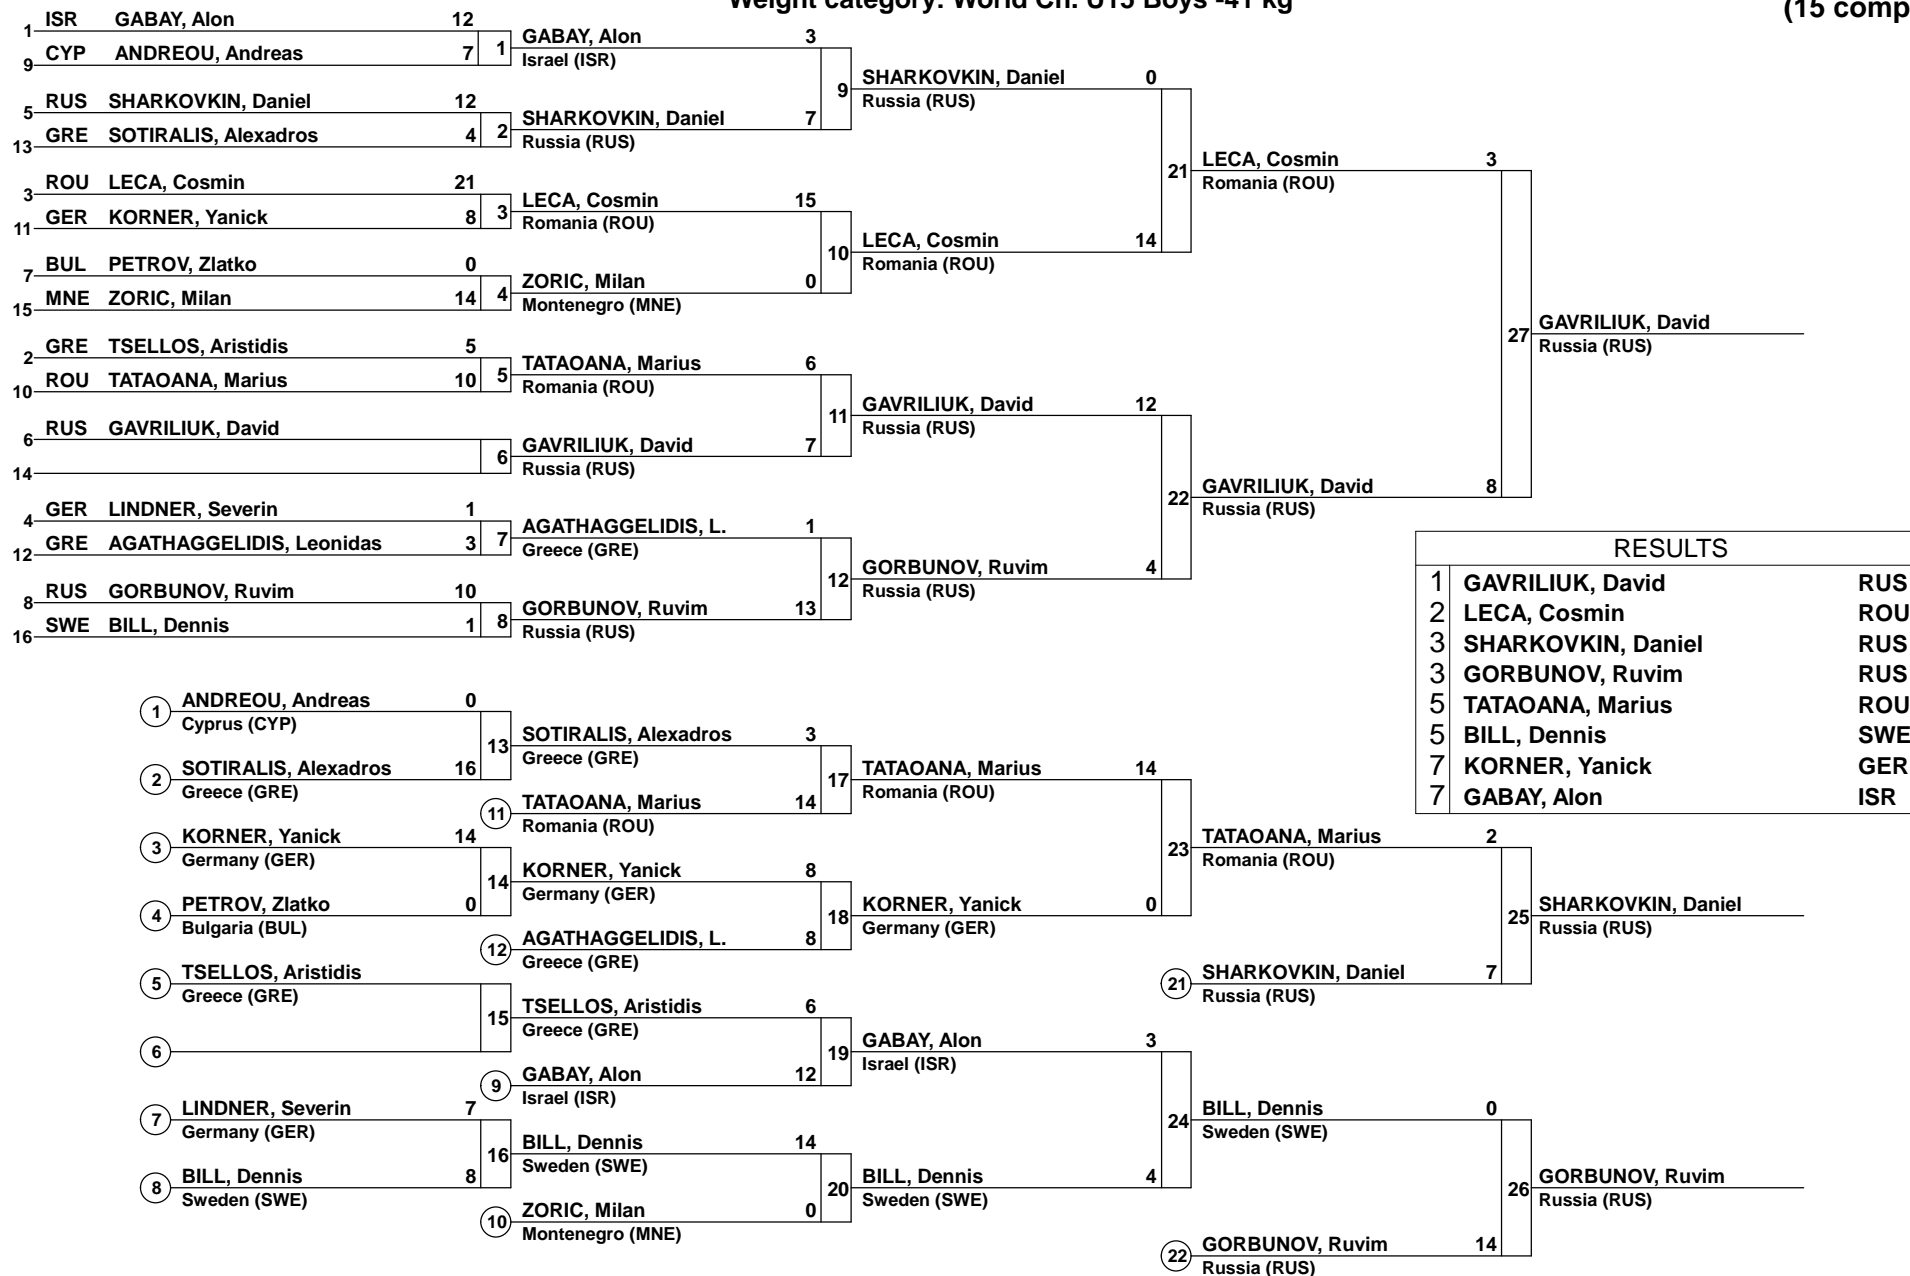 Weight category: World Ch. U15 Boys -41 kg
(15 comp
1 ISR GABAY, Alon 12
9 CYP ANDREOU, Andreas 7
1 GABAY, Alon 3
Israel (ISR)
5 RUS SHARKOVKIN, Daniel 12
13 GRE SOTIRALIS, Alexadros 4
2 SHARKOVKIN, Daniel 7
Russia (RUS)
9 SHARKOVKIN, Daniel 0
Russia (RUS)
3 ROU LECA, Cosmin 21
11 GER KORNER, Yanick 8
3 LECA, Cosmin 15
Romania (ROU)
7 BUL PETROV, Zlatko 0
15 MNE ZORIC, Milan 14
4 ZORIC, Milan 0
Montenegro (MNE)
10 LECA, Cosmin 14
Romania (ROU)
21 LECA, Cosmin 3
Romania (ROU)
2 GRE TSELLOS, Aristidis 5
10 ROU TATAOANA, Marius 10
5 TATAOANA, Marius 6
Romania (ROU)
6 RUS GAVRILIUK, David
14
6 GAVRILIUK, David 7
Russia (RUS)
11 GAVRILIUK, David 12
Russia (RUS)
4 GER LINDNER, Severin 1
12 GRE AGATHAGGELIDIS, Leonidas 3
7 AGATHAGGELIDIS, L. 1
Greece (GRE)
8 RUS GORBUNOV, Ruvim 10
16 SWE BILL, Dennis 1
8 GORBUNOV, Ruvim 13
Russia (RUS)
12 GORBUNOV, Ruvim 4
Russia (RUS)
22 GAVRILIUK, David 8
Russia (RUS)
27 GAVRILIUK, David
Russia (RUS)
RESULTS
1 GAVRILIUK, David RUS
2 LECA, Cosmin ROU
3 SHARKOVKIN, Daniel RUS
3 GORBUNOV, Ruvim RUS
5 TATAOANA, Marius ROU
5 BILL, Dennis SWE
7 KORNER, Yanick GER
7 GABAY, Alon ISR
1 ANDREOU, Andreas 0
Cyprus (CYP)
2 SOTIRALIS, Alexadros 16
Greece (GRE)
13 SOTIRALIS, Alexadros 3
Greece (GRE)
11 TATAOANA, Marius 14
Romania (ROU)
17 TATAOANA, Marius 14
Romania (ROU)
3 KORNER, Yanick 14
Germany (GER)
4 PETROV, Zlatko 0
Bulgaria (BUL)
14 KORNER, Yanick 8
Germany (GER)
12 AGATHAGGELIDIS, L. 8
Greece (GRE)
18 KORNER, Yanick 0
Germany (GER)
23 TATAOANA, Marius 2
Romania (ROU)
21 SHARKOVKIN, Daniel 7
Russia (RUS)
25 SHARKOVKIN, Daniel
Russia (RUS)
5 TSELLOS, Aristidis
Greece (GRE)
6
15 TSELLOS, Aristidis 6
Greece (GRE)
9 GABAY, Alon 12
Israel (ISR)
19 GABAY, Alon 3
Israel (ISR)
7 LINDNER, Severin 7
Germany (GER)
8 BILL, Dennis 8
Sweden (SWE)
16 BILL, Dennis 14
Sweden (SWE)
10 ZORIC, Milan 0
Montenegro (MNE)
20 BILL, Dennis 4
Sweden (SWE)
24 BILL, Dennis 0
Sweden (SWE)
22 GORBUNOV, Ruvim 14
Russia (RUS)
26 GORBUNOV, Ruvim
Russia (RUS)